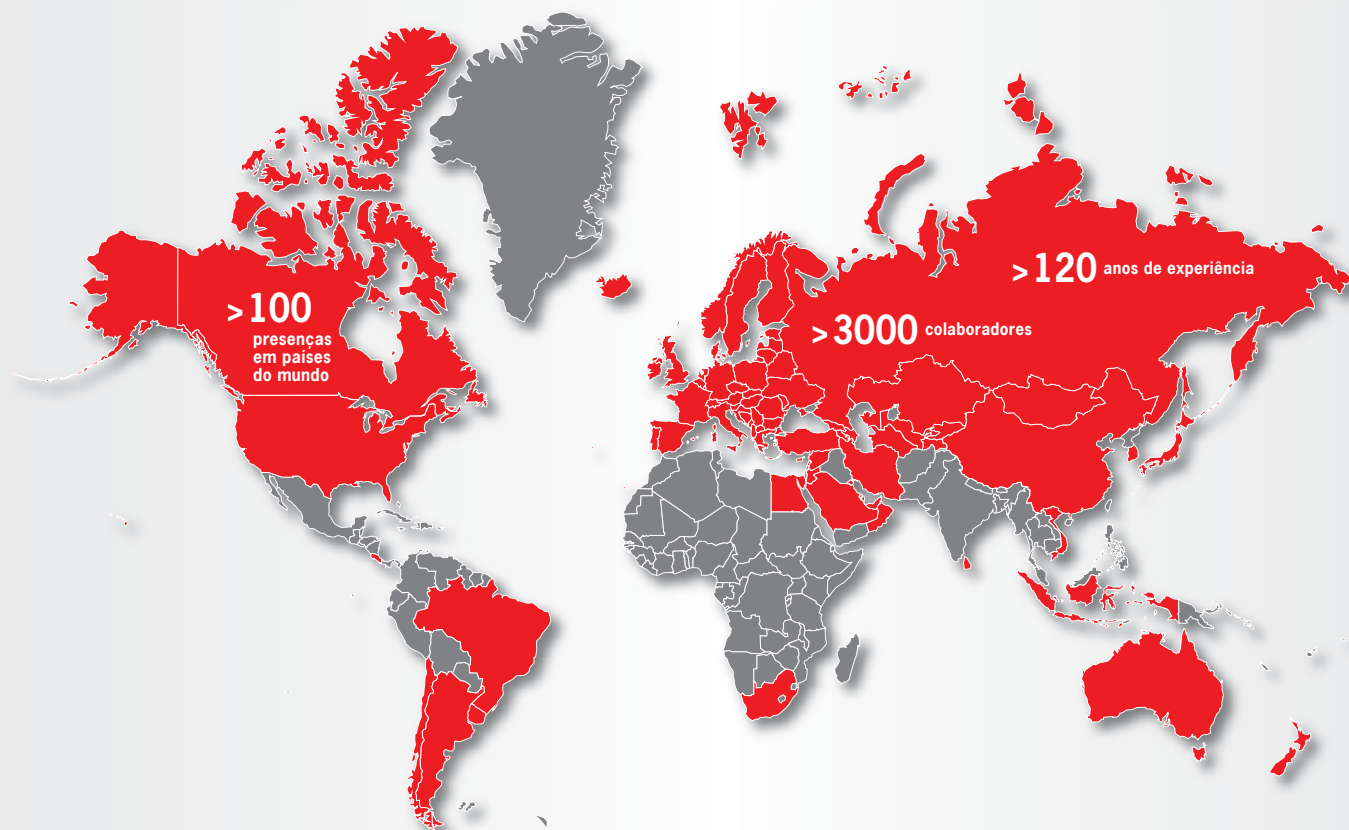 > 100
presenças
em países
do mundo
> 120 anos de experiência
> 3000 colaboradores